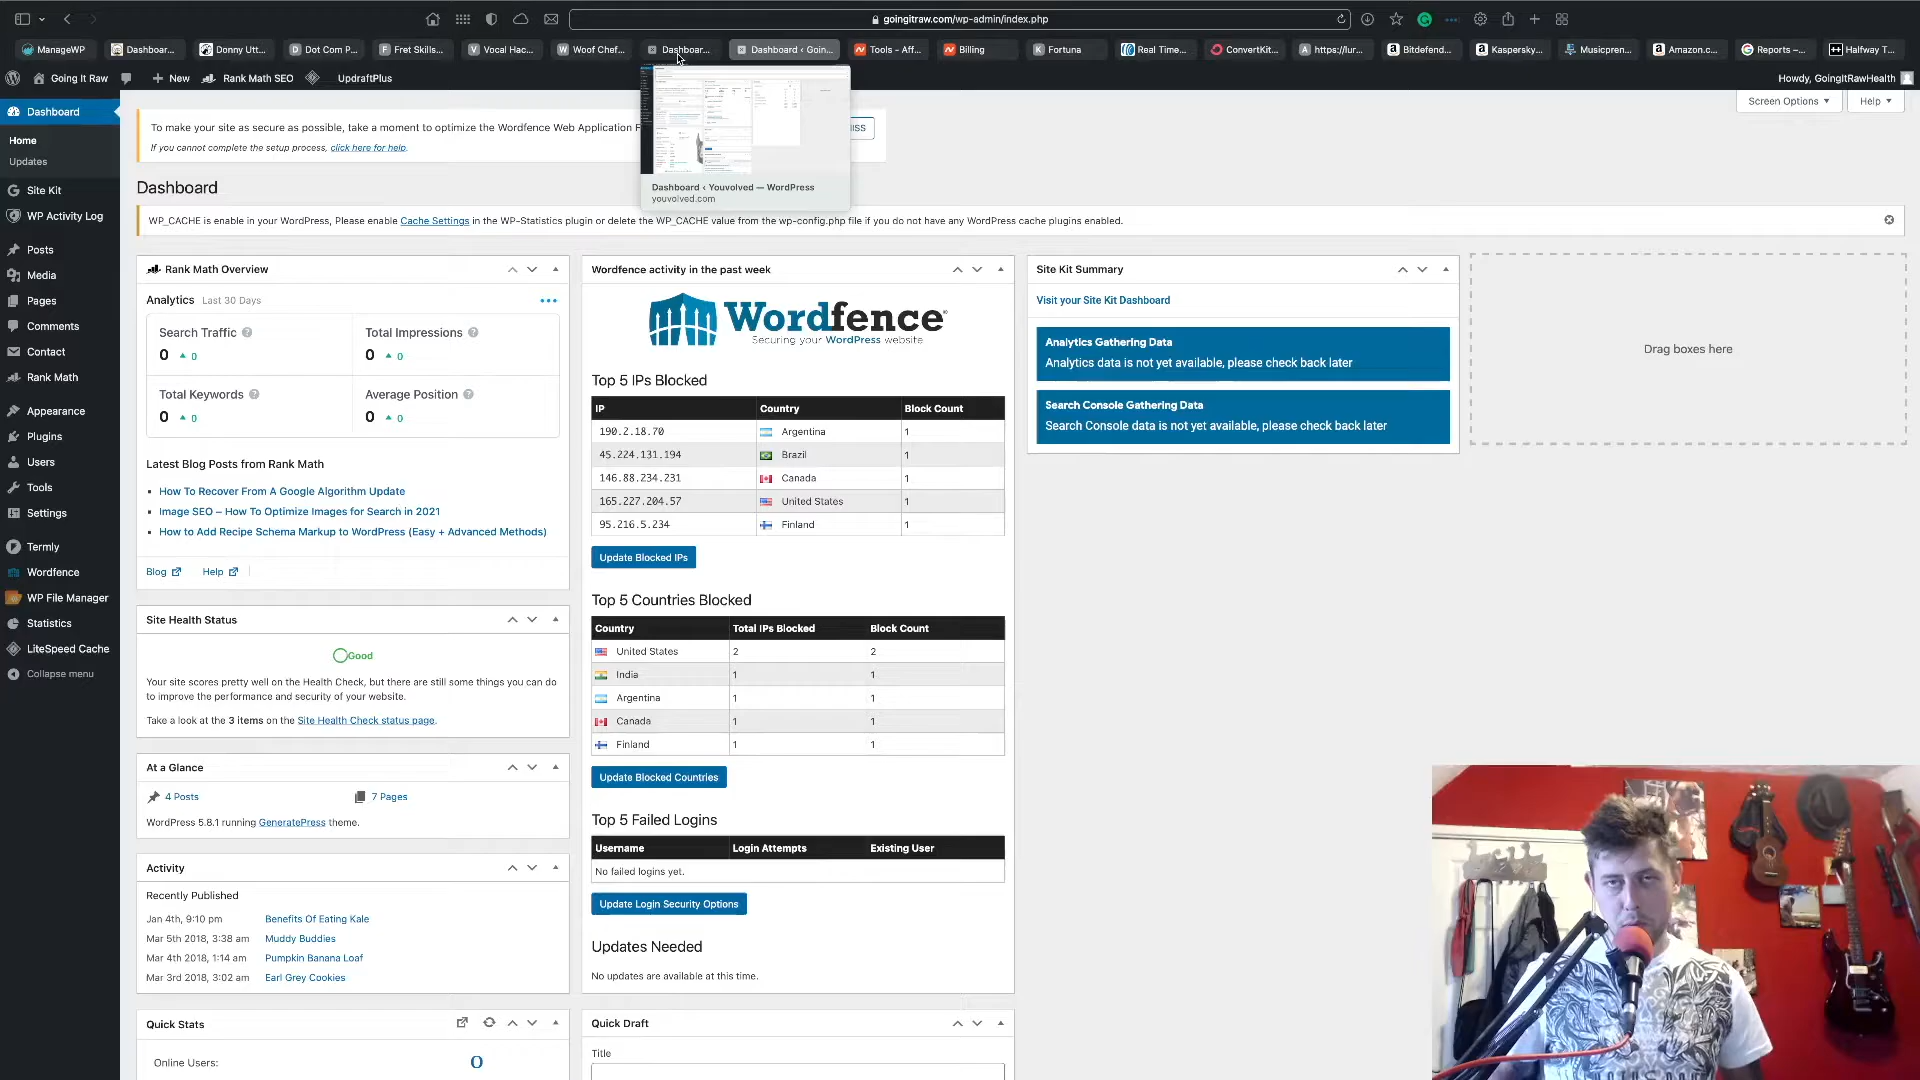 goingitraw.com/wp-admin/index.php
ManageWP
Dashboar...
Donny Utt...
Dot Com P...
Fret Skills...
Vocal Hac...
Woof Chef...
Dashboar...
Dashboard ‹ Goin...
Tools - Aff...
Billing
Fortuna
Real Time...
ConvertKit...
https://lur...
Bitdefend...
Kaspersky...
Musicpren...
Amazon.c...
Reports –...
Halfway T...
Going It Raw
New
Rank Math SEO
UpdraftPlus
Howdy, GoingItRawHealth
Screen Options
Help
Dashboard
Home
Updates
Site Kit
WP Activity Log
Posts
Media
Pages
Comments
Contact
Rank Math
Appearance
Plugins
Users
Tools
Settings
Termly
Wordfence
WP File Manager
Statistics
LiteSpeed Cache
Collapse menu
To make your site as secure as possible, take a moment to optimize the Wordfence Web Application F
If you cannot complete the setup process, click here for help.
ISS
Dashboard ‹ Youvolved — WordPress
youvolved.com
Dashboard
WP_CACHE is enable in your WordPress, Please enable Cache Settings in the WP-Statistics plugin or delete the WP_CACHE value from the wp-config.php file if you do not have any WordPress cache plugins enabled.
Rank Math Overview
Analytics Last 30 Days
Search Traffic
0 0
Total Impressions
0 0
Total Keywords
0 0
Average Position
0 0
Latest Blog Posts from Rank Math
How To Recover From A Google Algorithm Update
Image SEO – How To Optimize Images for Search in 2021
How to Add Recipe Schema Markup to WordPress (Easy + Advanced Methods)
Blog
Help
Site Health Status
Good
Your site scores pretty well on the Health Check, but there are still some things you can do
to improve the performance and security of your website.
Take a look at the 3 items on the Site Health Check status page.
At a Glance
4 Posts
7 Pages
WordPress 5.8.1 running GeneratePress theme.
Activity
Recently Published
Jan 4th, 9:10 pm Benefits Of Eating Kale
Mar 5th 2018, 3:38 am Muddy Buddies
Mar 4th 2018, 1:14 am Pumpkin Banana Loaf
Mar 3rd 2018, 3:02 am Earl Grey Cookies
Quick Stats
Online Users: 0
Wordfence activity in the past week
Wordfence®
Securing your WordPress website
Top 5 IPs Blocked
IP Country Block Count
190.2.18.70 Argentina 1
45.224.131.194 Brazil 1
146.88.234.231 Canada 1
165.227.204.57 United States 1
95.216.5.234 Finland 1
Update Blocked IPs
Top 5 Countries Blocked
Country Total IPs Blocked Block Count
United States 2 2
India 1 1
Argentina 1 1
Canada 1 1
Finland 1 1
Update Blocked Countries
Top 5 Failed Logins
Username Login Attempts Existing User
No failed logins yet.
Update Login Security Options
Updates Needed
No updates are available at this time.
Quick Draft
Title
Site Kit Summary
Visit your Site Kit Dashboard
Analytics Gathering Data
Analytics data is not yet available, please check back later
Search Console Gathering Data
Search Console data is not yet available, please check back later
Drag boxes here